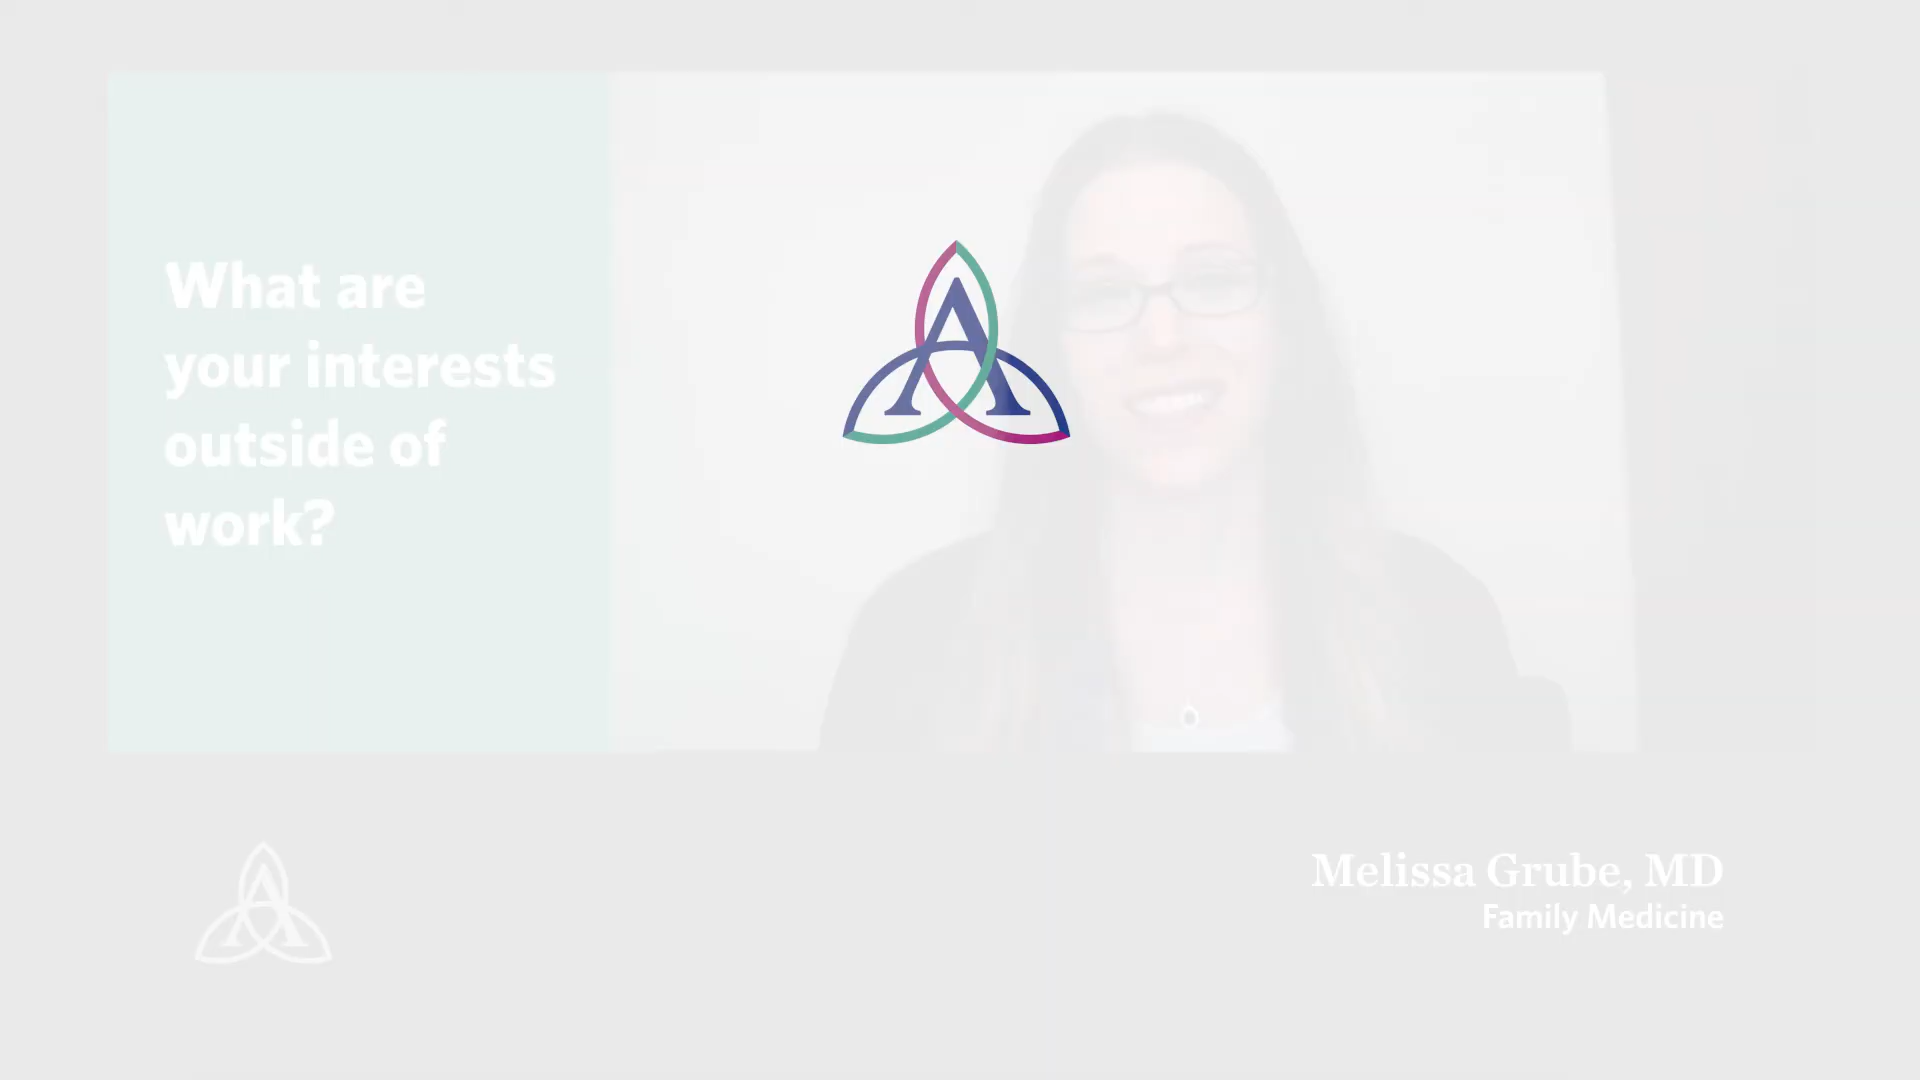 What are
your interests
outside of
work?
A
A
Melissa Grube, MD
Family Medicine